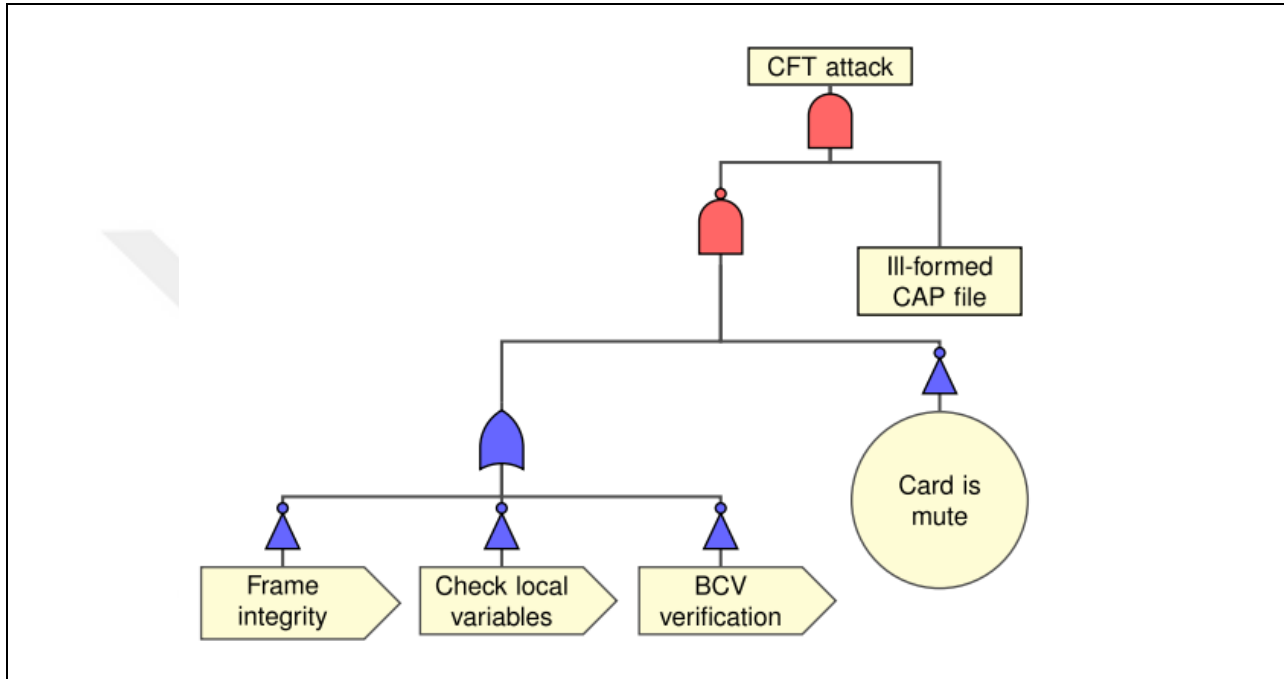 CFT attack
Ill-formed
CAP file
Card is
mute
Frame
integrity
Check local
variables
BCV
verification